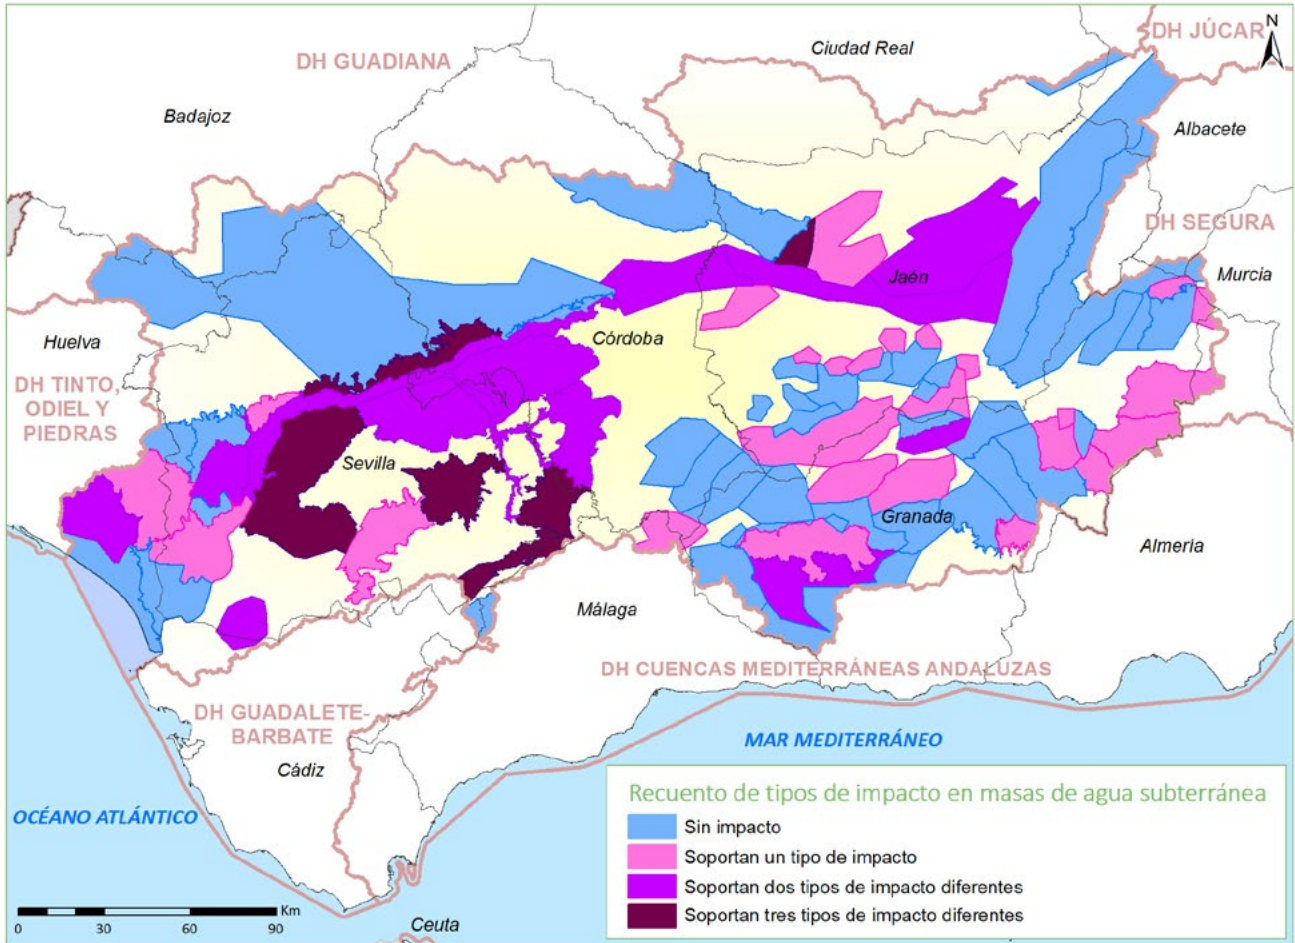 N
DH JÚCAR
Ciudad Real
DH GUADIANA
Badajoz
Albacete
DH SEGURA
Murcia
Jaén
Huelva
Córdoba
DH TINTO,
ODIEL Y
PIEDRAS
Sevilla
Granada
Almeria
Málaga
DH CUENCAS MEDITERRÁNEAS ANDALUZAS
DH GUADALETE-
BARBATE
MAR MEDITERRÁNEO
Cádiz
OCÉANO ATLÁNTICO
Recuento de tipos de impacto en masas de agua subterránea
Sin impacto
Soportan un tipo de impacto
Soportan dos tipos de impacto diferentes
Soportan tres tipos de impacto diferentes
Km
0 30 60 90
Ceuta